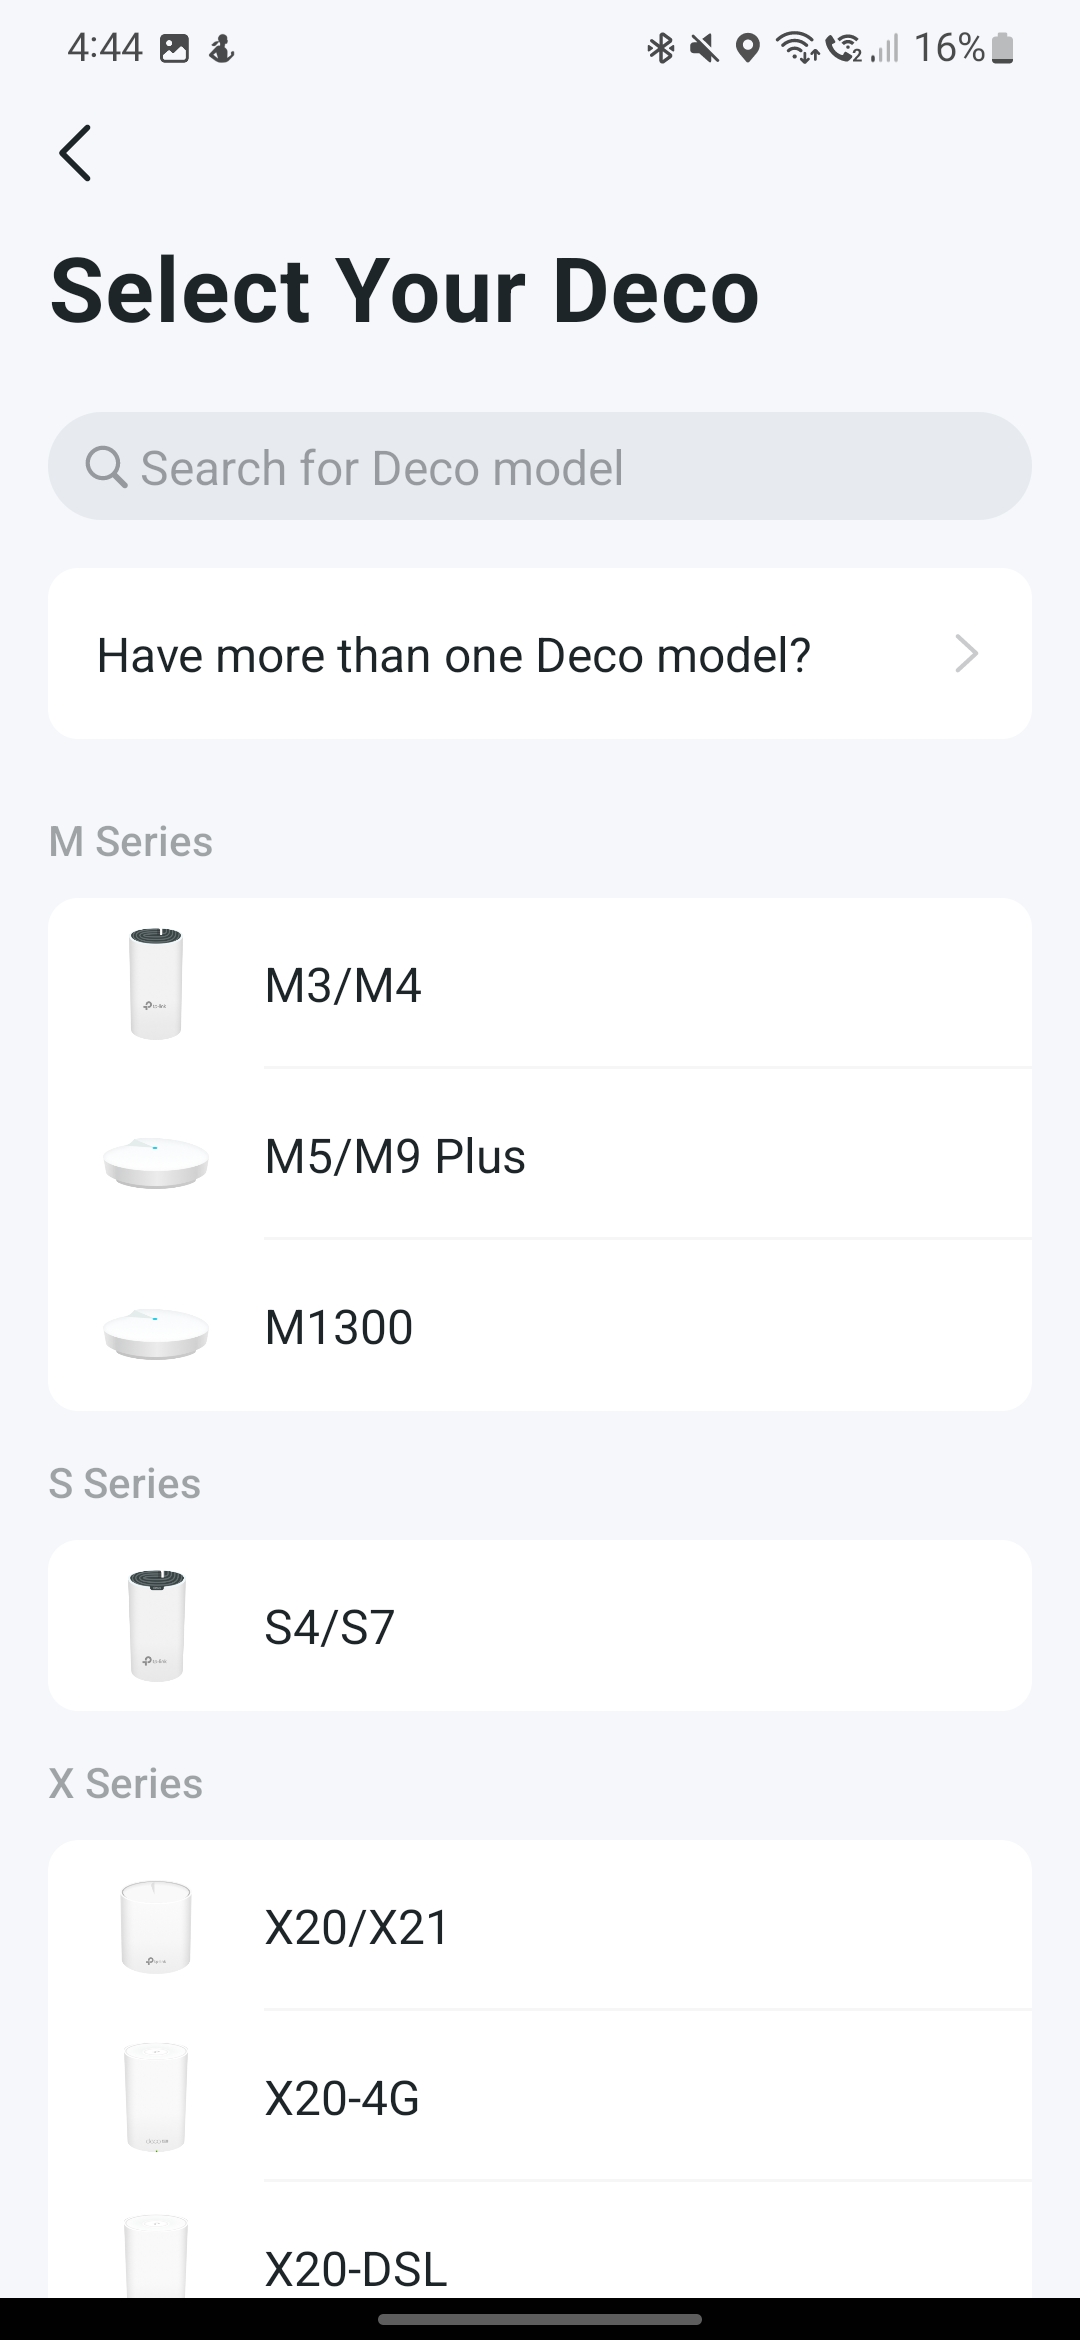 4:44
16%
Select Your Deco
Search for Deco model
Have more than one Deco model?
M Series
M3/M4
M5/M9 Plus
M1300
S Series
S4/S7
X Series
X20/X21
X20-4G
X20-DSL